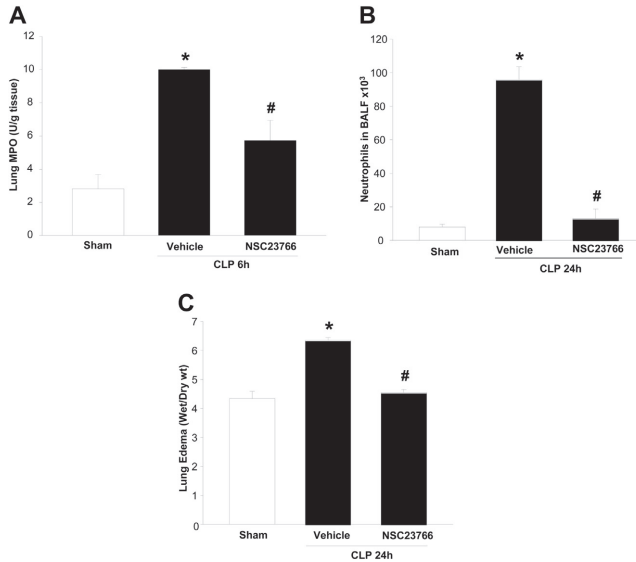 A
Lung MPO (U/g tissue)
12
10
8
6
4
2
0
*
#
Sham
Vehicle
NSC23766
CLP 6h
B
Neutrophils in BALF x10³
120
100
80
60
40
20
0
*
#
Sham
Vehicle
NSC23766
CLP 24h
C
Lung Edema (Wet/Dry wt)
7
6
5
4
3
2
1
0
*
#
Sham
Vehicle
NSC23766
CLP 24h